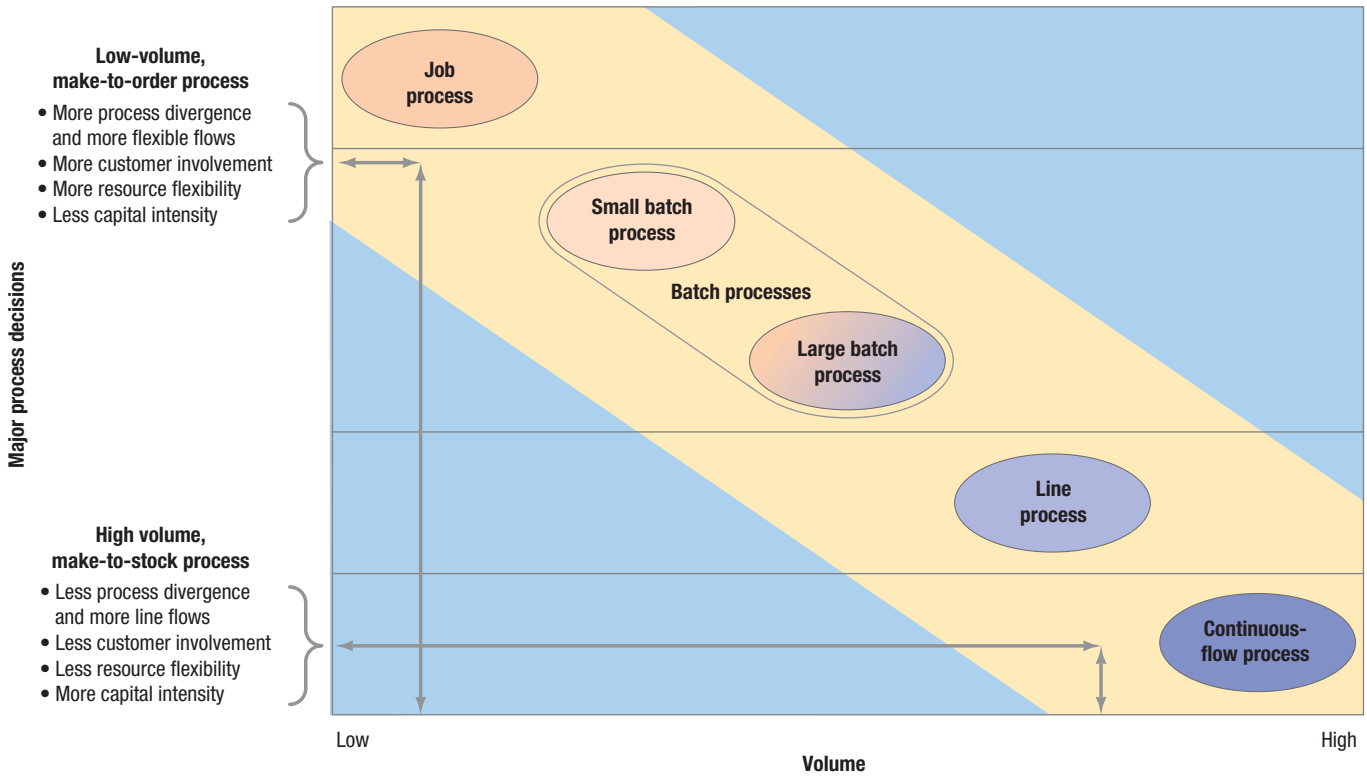 Low-volume,
make-to-order process
• More process divergence
and more flexible flows
• More customer involvement
• More resource flexibility
• Less capital intensity
Major process decisions
High volume,
make-to-stock process
• Less process divergence
and more line flows
• Less customer involvement
• Less resource flexibility
• More capital intensity
Job
process
Small batch
process
Batch processes
Large batch
process
Line
process
Continuous-
flow process
Low
High
Volume